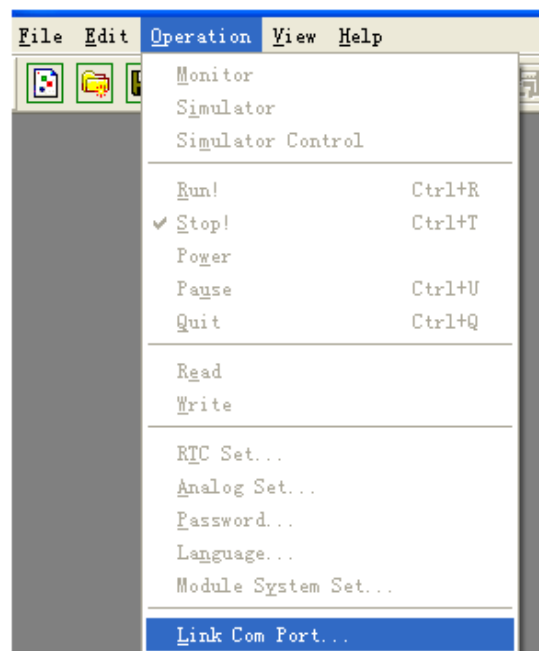 File Edit Operation View Help
Monitor
Simulator
Simulator Control
Run! Ctrl+R
Stop! Ctrl+T
Power
Pause Ctrl+U
Quit Ctrl+Q
Read
Write
RTC Set...
Analog Set...
Password...
Language...
Module System Set...
Link Com Port...